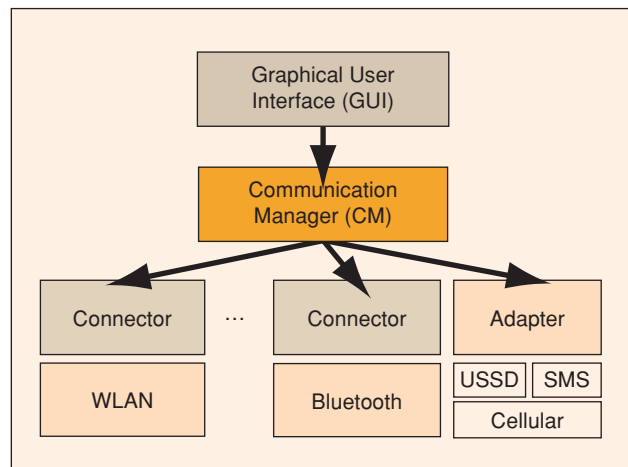 Graphical User
Interface (GUI)
Communication
Manager (CM)
Connector
...
Connector
Adapter
WLAN
Bluetooth
USSD
SMS
Cellular